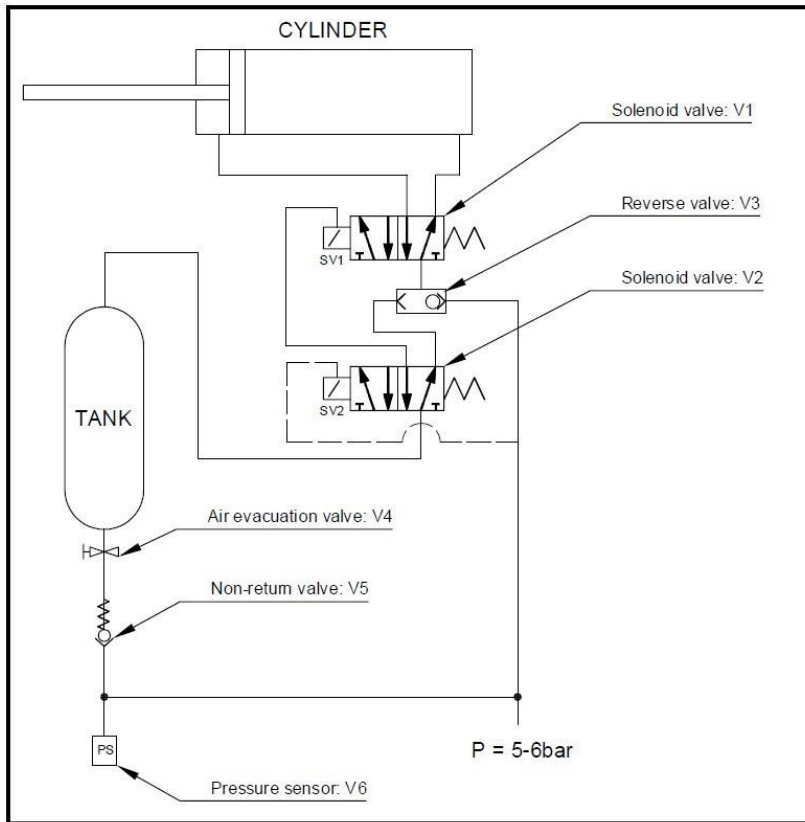 CYLINDER
Solenoid valve: V1
Reverse valve: V3
SV1
Solenoid valve: V2
TANK
SV2
Air evacuation valve: V4
Non-return valve: V5
PS
P = 5-6bar
Pressure sensor: V6